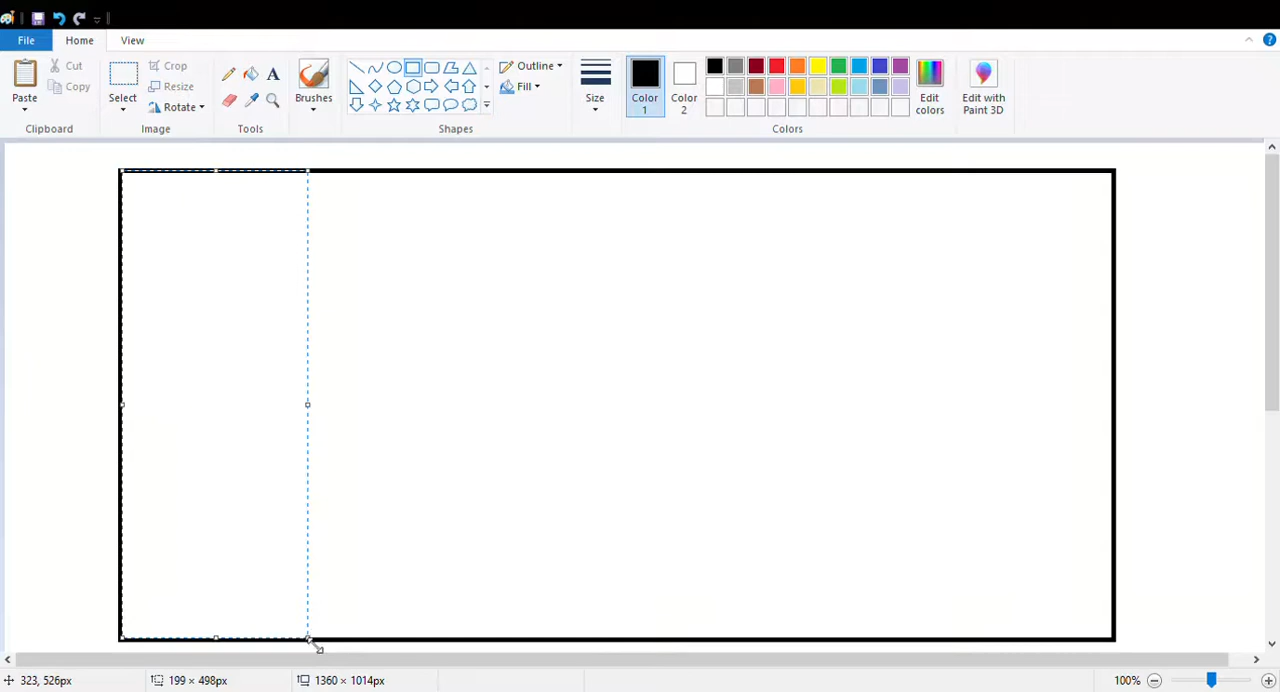 File Home View
Paste
Cut
Copy
Clipboard
Select
Crop
Resize
Rotate
Image
A
Tools
Brushes
Outline
Fill
Shapes
Size
Color
1
Color
2
Edit
colors
Colors
Edit with
Paint 3D
?
323, 526px 199 × 498px 1360 × 1014px 100%